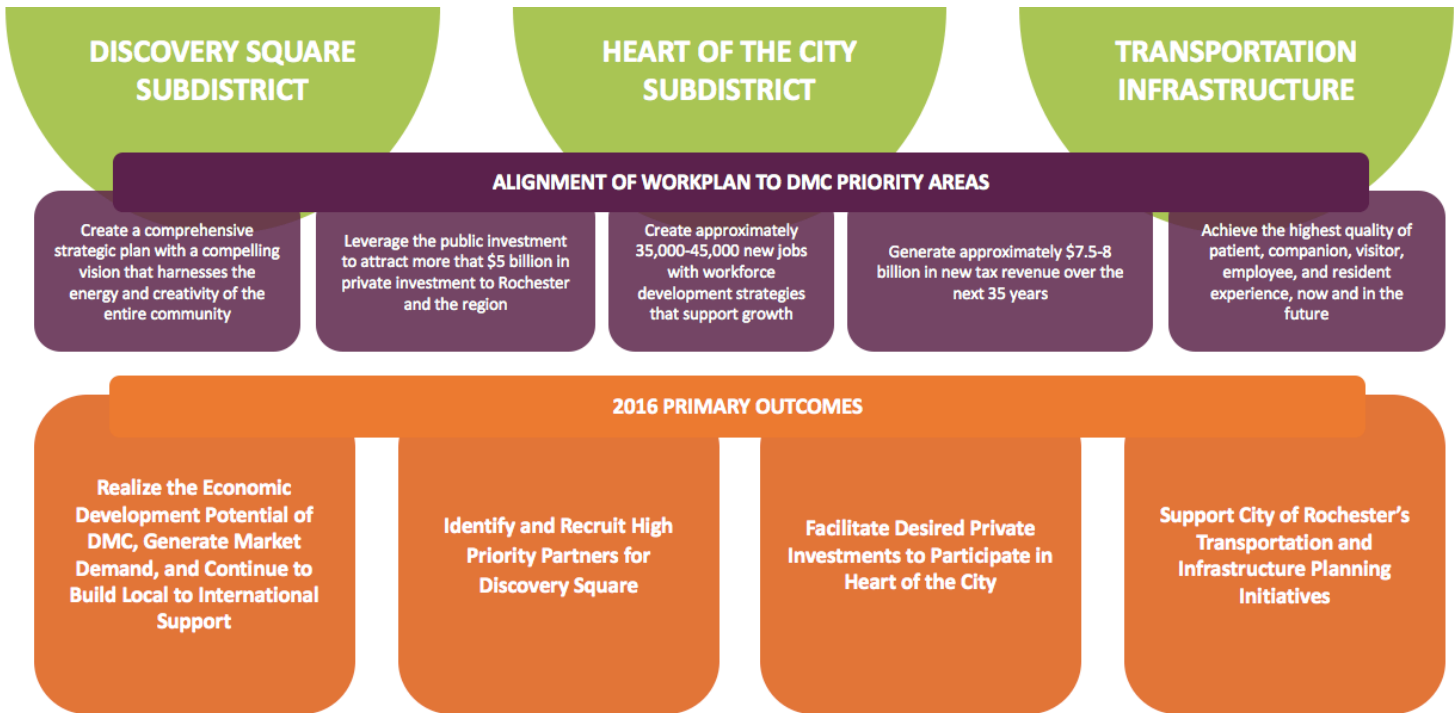 DISCOVERY SQUARE
SUBDISTRICT
HEART OF THE CITY
SUBDISTRICT
TRANSPORTATION
INFRASTRUCTURE
ALIGNMENT OF WORKPLAN TO DMC PRIORITY AREAS
Create a comprehensive
strategic plan with a compelling
vision that harnesses the
energy and creativity of the
entire community
Leverage the public investment
to attract more that $5 billion in
private investment to Rochester
and the region
Create approximately
35,000-45,000 new jobs
with workforce
development strategies
that support growth
Generate approximately $7.5-8
billion in new tax revenue over the
next 35 years
Achieve the highest quality of
patient, companion, visitor,
employee, and resident
experience, now and in the
future
2016 PRIMARY OUTCOMES
Realize the Economic
Development Potential of
DMC, Generate Market
Demand, and Continue to
Build Local to International
Support
Identify and Recruit High
Priority Partners for
Discovery Square
Facilitate Desired Private
Investments to Participate in
Heart of the City
Support City of Rochester’s
Transportation and
Infrastructure Planning
Initiatives